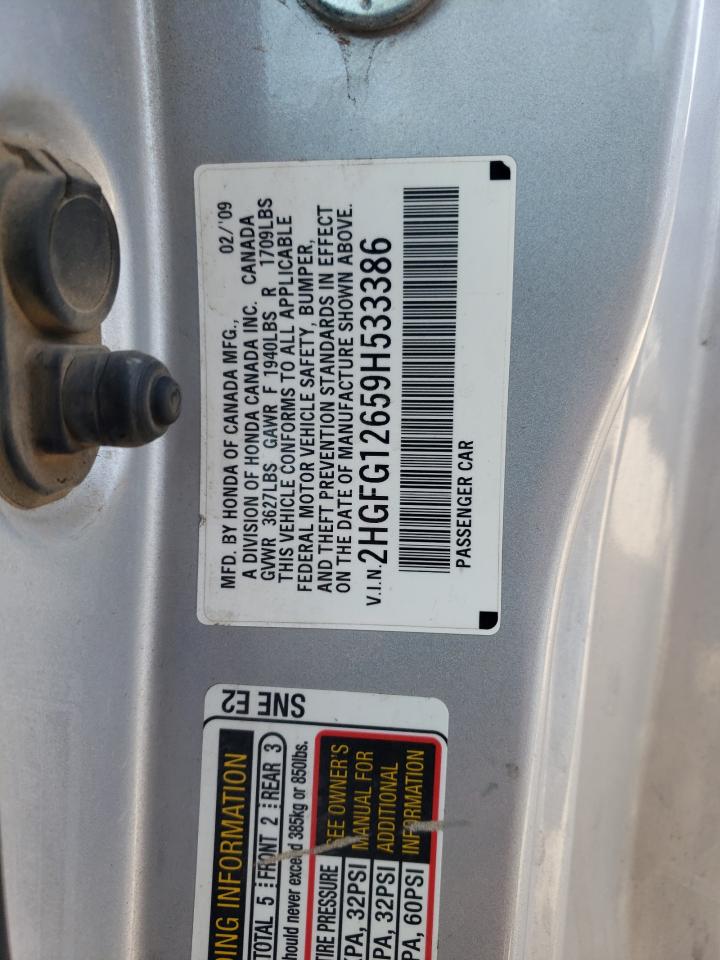 MFD. BY HONDA OF CANADA MFG., 02/'09
A DIVISION OF HONDA CANADA INC. CANADA
GVWR 3627LBS GAWR F 1940LBS R 1709LBS
THIS VEHICLE CONFORMS TO ALL APPLICABLE
FEDERAL MOTOR VEHICLE SAFETY, BUMPER,
AND THEFT PREVENTION STANDARDS IN EFFECT
ON THE DATE OF MANUFACTURE SHOWN ABOVE.
V.I.N. 2HGFG12659H533386
PASSENGER CAR
SNE E2
DING INFORMATION
TOTAL 5 FRONT 2 REAR 3
hould never exceed 385kg or 850lbs.
TIRE PRESSURE
PA, 32PSI
PA, 32PSI
PA, 60PSI
SEE OWNER'S
MANUAL FOR
ADDITIONAL
INFORMATION